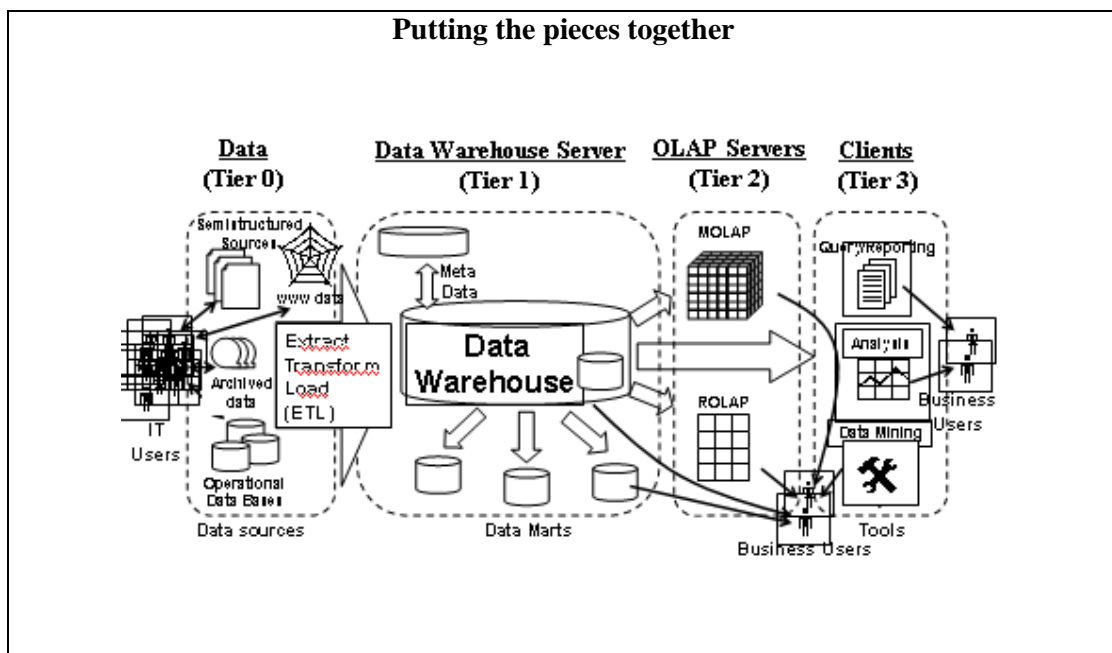 Putting the pieces together
Data
(Tier 0)
Data Warehouse Server
(Tier 1)
OLAP Servers
(Tier 2)
Clients
(Tier 3)
Semistructured
Sources
www data
Archived
data
Operational
Data Bases
Data sources
IT
Users
Extract
Transform
Load
(ETL)
Meta
Data
Data
Warehouse
Data Marts
MOLAP
ROLAP
Query/Reporting
Analysis
Data Mining
Tools
Business
Users
Business Users